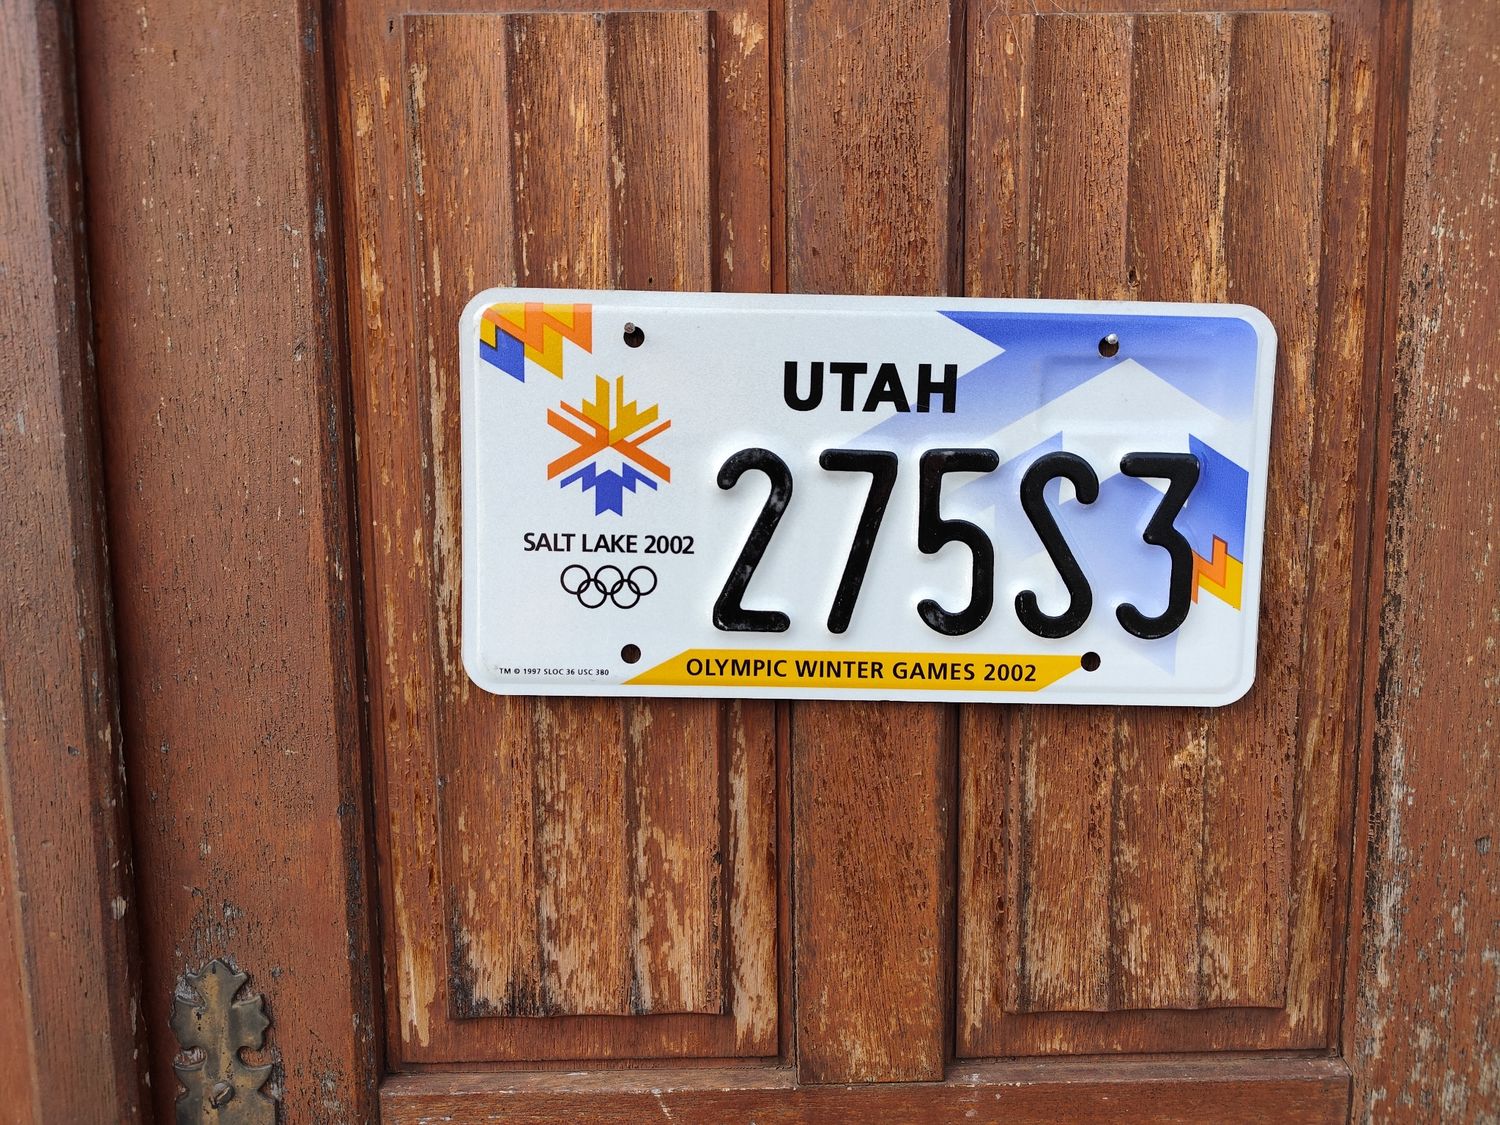 UTAH
275S3
SALT LAKE 2002
TM © 1997 SLOC 36 USC 380
OLYMPIC WINTER GAMES 2002